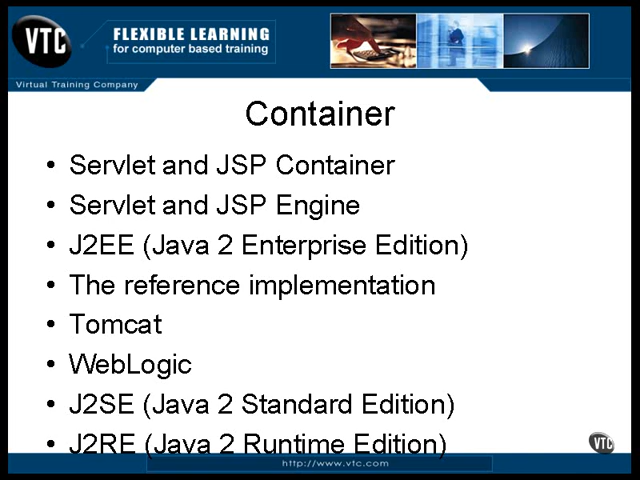 VTC
FLEXIBLE LEARNING
for computer based training
Virtual Training Company
Container
• Servlet and JSP Container
• Servlet and JSP Engine
• J2EE (Java 2 Enterprise Edition)
• The reference implementation
• Tomcat
• WebLogic
• J2SE (Java 2 Standard Edition)
• J2RE (Java 2 Runtime Edition)
VTC
http://www.vtc.com